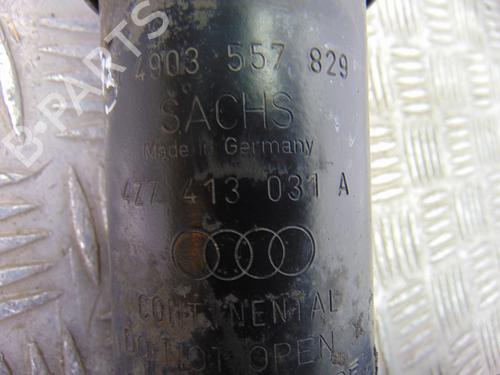 B-PARTS
4903 557 829
SACHS
Made in Germany
4Z7 413 031 A
CONTINENTAL
DO NOT OPEN